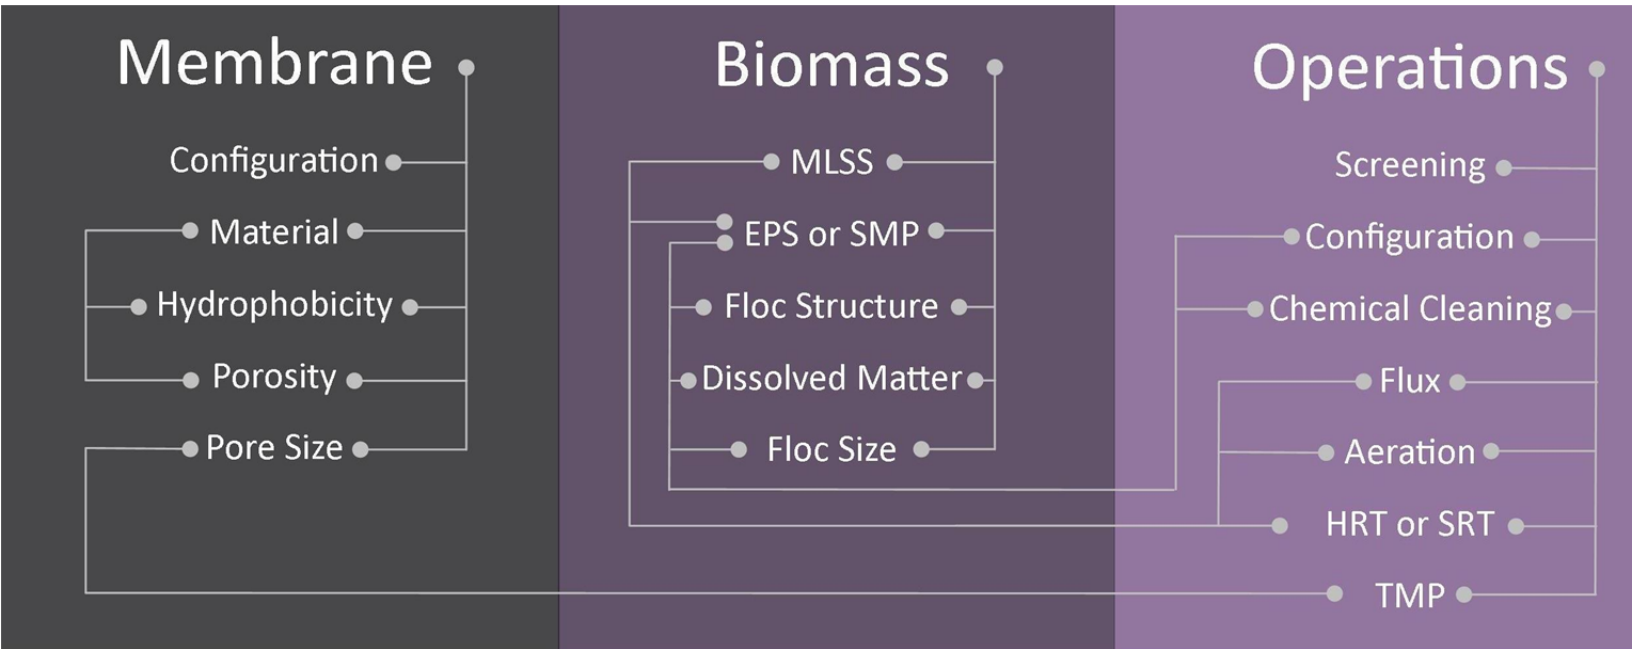 Membrane
Configuration
Material
Hydrophobicity
Porosity
Pore Size
Biomass
MLSS
EPS or SMP
Floc Structure
Dissolved Matter
Floc Size
Operations
Screening
Configuration
Chemical Cleaning
Flux
Aeration
HRT or SRT
TMP